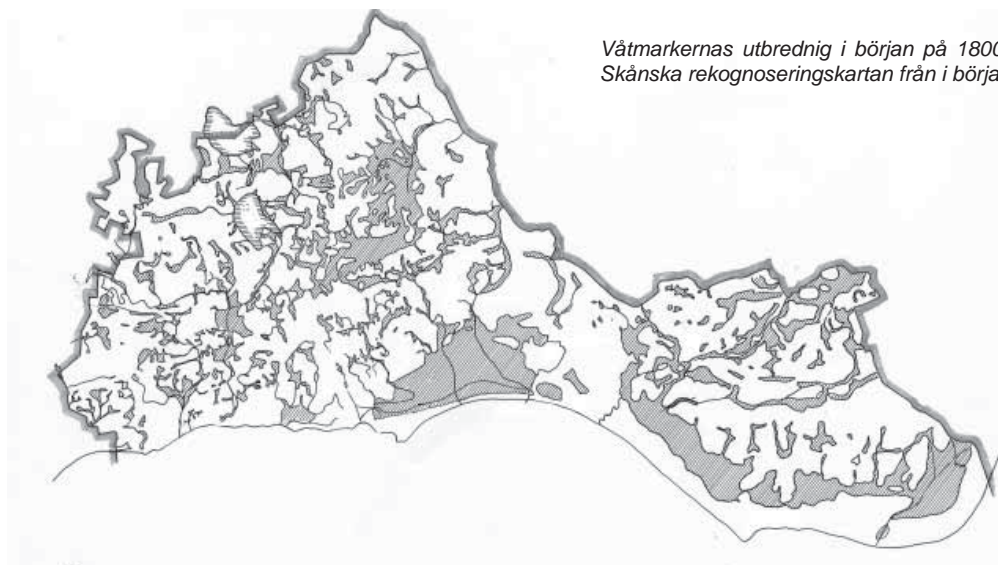 Våtmarkernas utbrednig i början på 1800
Skånska rekognoseringskartan från i börja